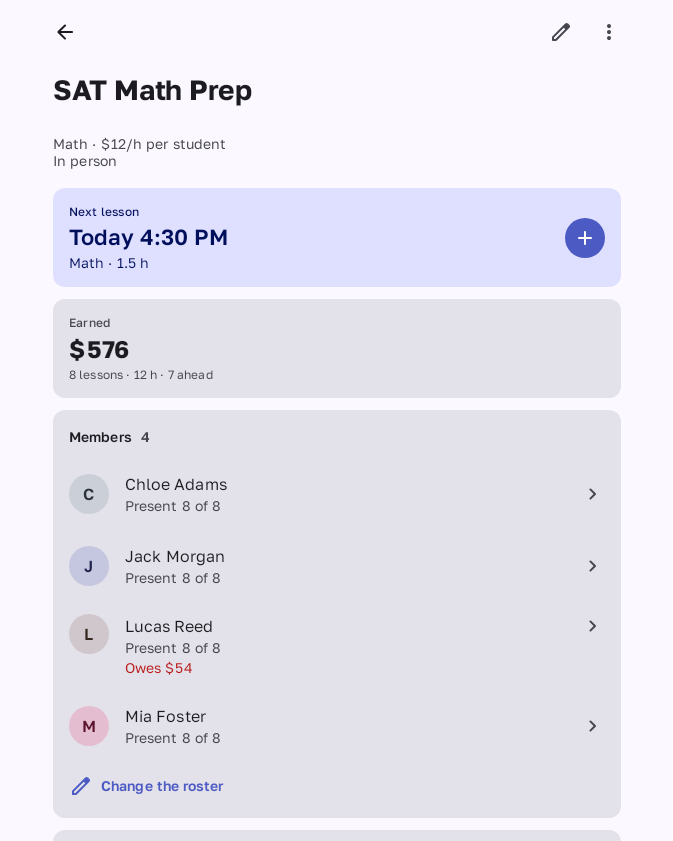 SAT Math Prep
Math · $12/h per student
In person
Next lesson
Today 4:30 PM
Math · 1.5 h
Earned
$576
8 lessons · 12 h · 7 ahead
Members 4
C
Chloe Adams
Present 8 of 8
J
Jack Morgan
Present 8 of 8
L
Lucas Reed
Present 8 of 8
Owes $54
M
Mia Foster
Present 8 of 8
Change the roster